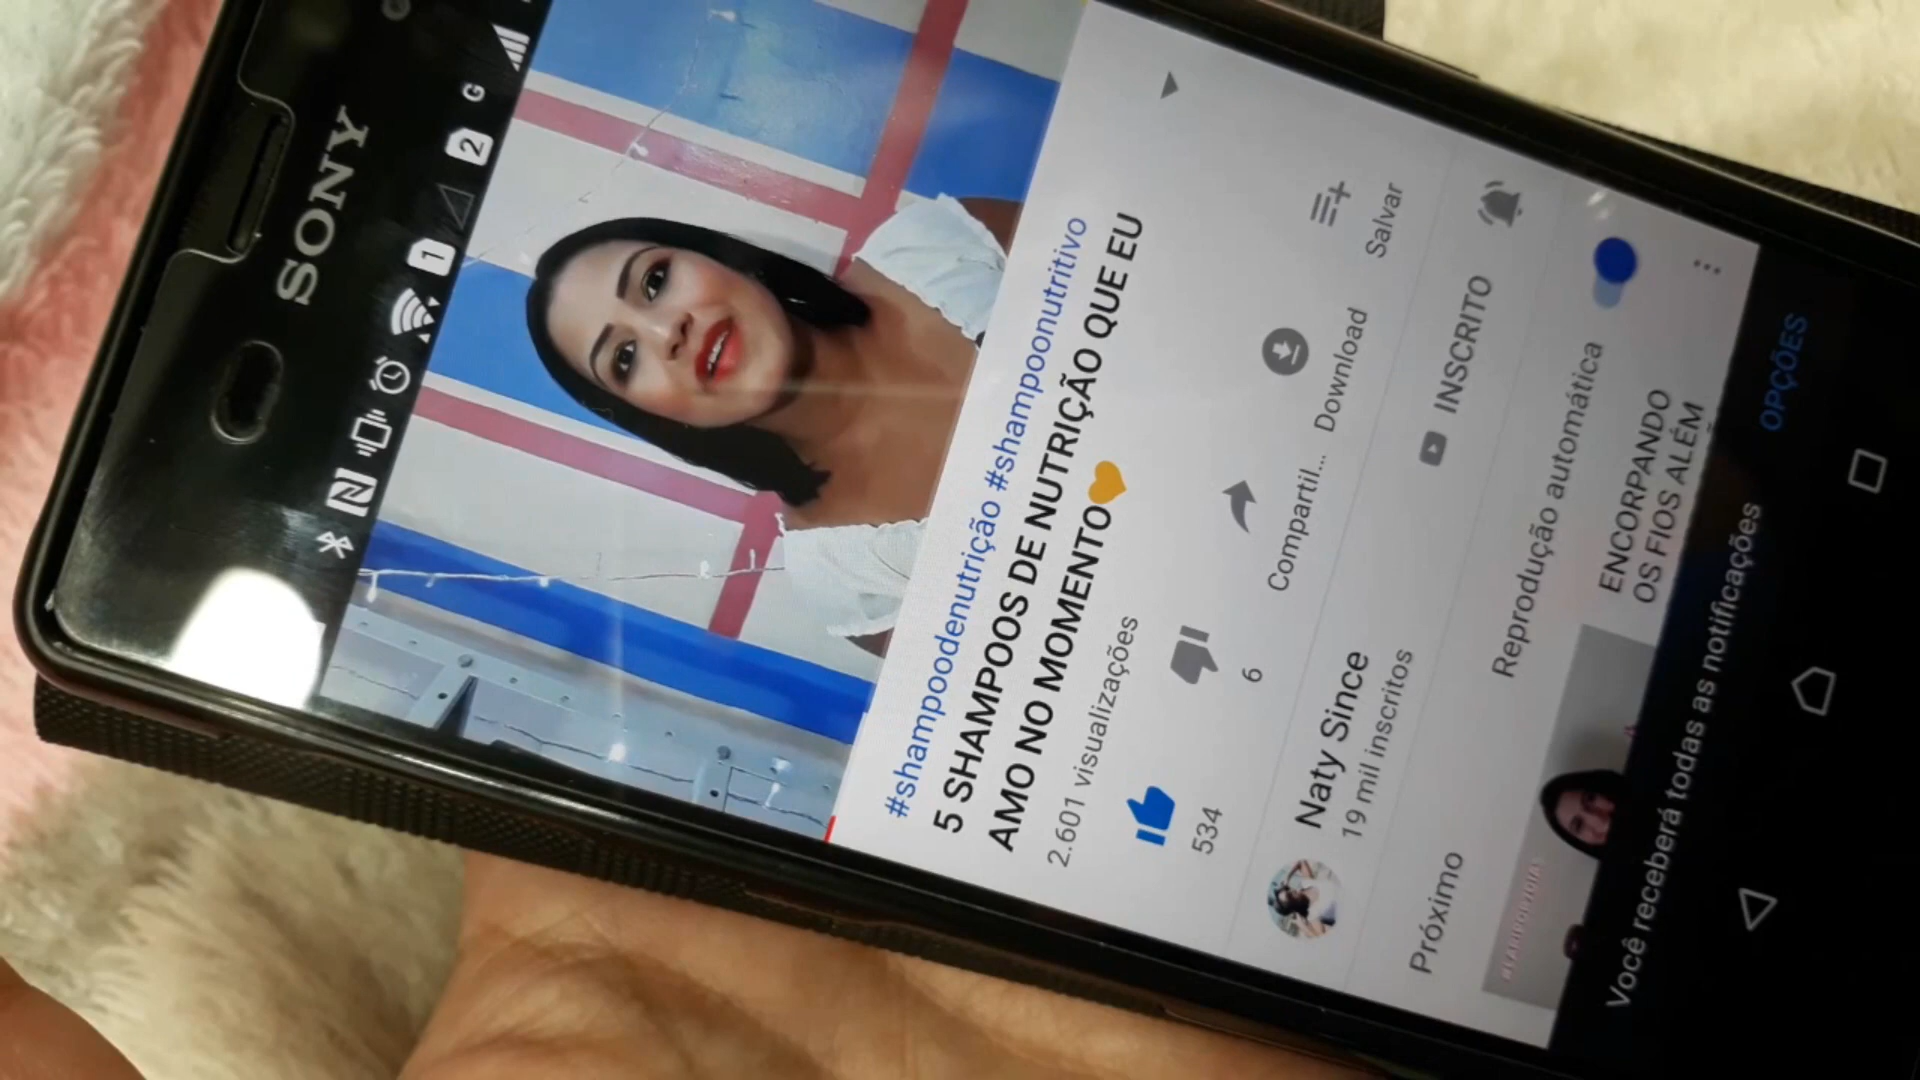 SONY
1
2
G
#shampoodenutrição #shampoonutritivo
5 SHAMPOOS DE NUTRIÇÃO QUE EU
AMO NO MOMENTO🧡
2.601 visualizações
534
6
Compartil...
Download
Salvar
Naty Since
19 mil inscritos
INSCRITO
Próximo
Reprodução automática
ENCORPANDO
OS FIOS ALÉM
Você receberá todas as notificações
OPÇÕES